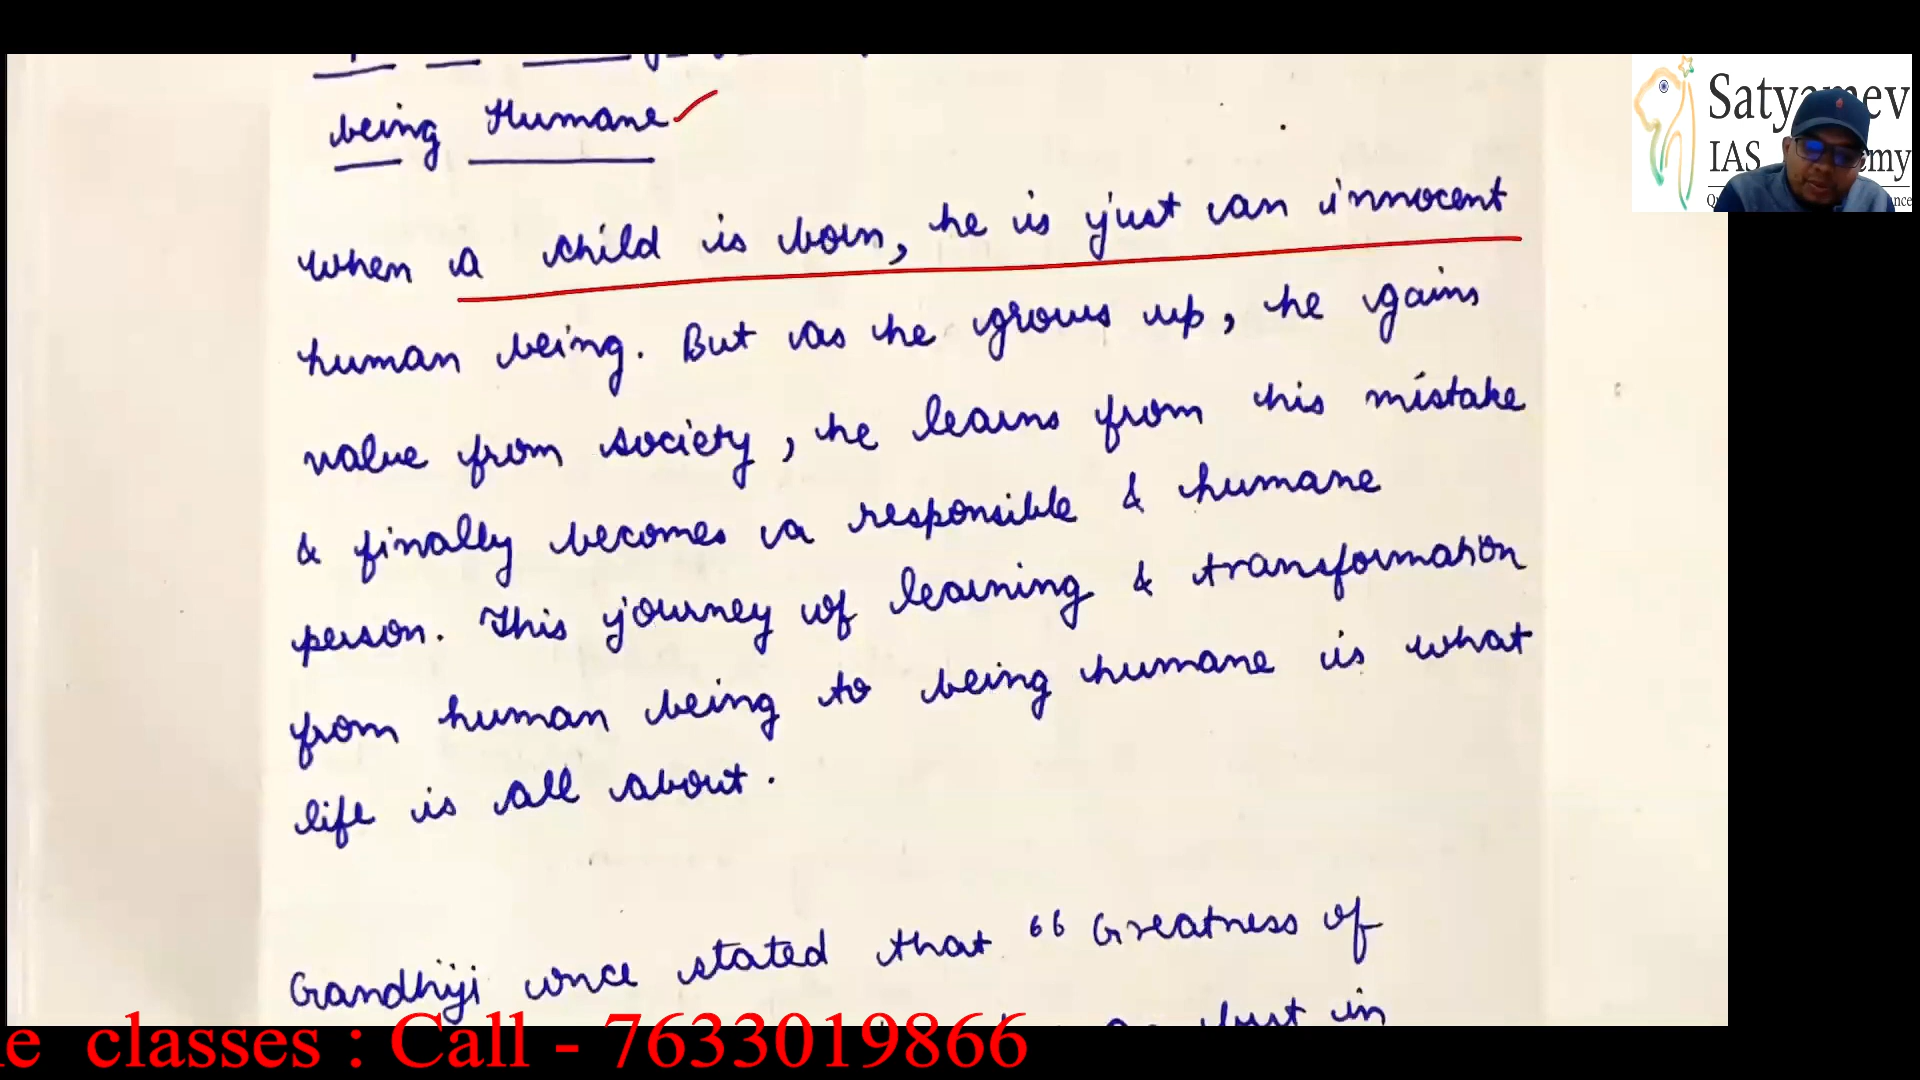 being Humane
Satyamev
IAS
when a child is born, he is just an innocent
human being. But as he grows up, he gains
value from society, he learns from his mistake
& finally becomes a responsible & humane
person. This journey of learning & transformation
from human being to being humane is what
life is all about.
Gandhiji once stated that “ Greatness of
but in
e classes : Call - 7633019866